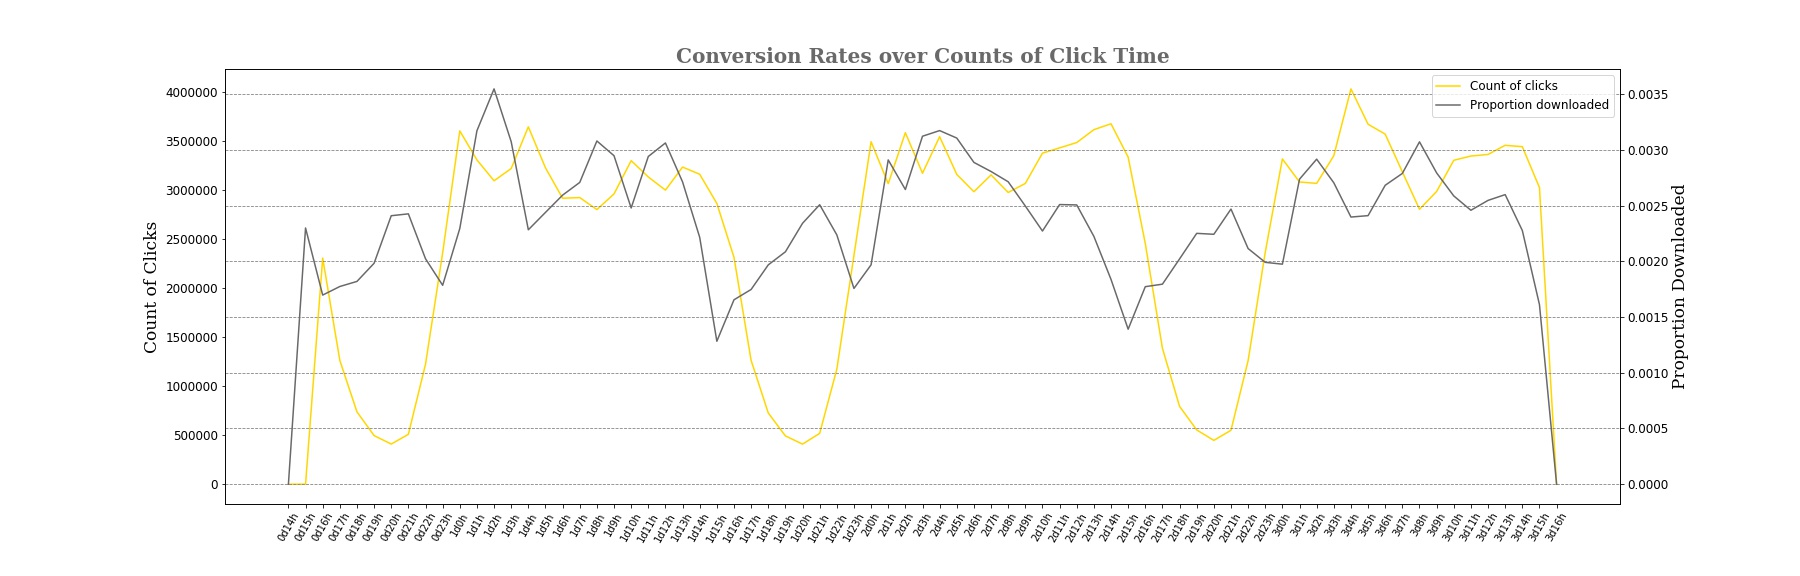 Conversion Rates over Counts of Click Time
Count of clicks
Proportion downloaded
Count of Clicks
4000000
3500000
3000000
2500000
2000000
1500000
1000000
500000
0
0.0035
0.0030
0.0025
0.0020
0.0015
0.0010
0.0005
0.0000
Proportion Downloaded
0d14h 0d15h 0d16h 0d17h 0d18h 0d19h 0d20h 0d21h 0d22h 0d23h 1d0h 1d1h 1d2h 1d3h 1d4h 1d5h 1d6h 1d7h 1d8h 1d9h 1d10h 1d11h 1d12h 1d13h 1d14h 1d15h 1d16h 1d17h 1d18h 1d19h 1d20h 1d21h 1d22h 1d23h 2d0h 2d1h 2d2h 2d3h 2d4h 2d5h 2d6h 2d7h 2d8h 2d9h 2d10h 2d11h 2d12h 2d13h 2d14h 2d15h 2d16h 2d17h 2d18h 2d19h 2d20h 2d21h 2d22h 2d23h 3d0h 3d1h 3d2h 3d3h 3d4h 3d5h 3d6h 3d7h 3d8h 3d9h 3d10h 3d11h 3d12h 3d13h 3d14h 3d15h 3d16h